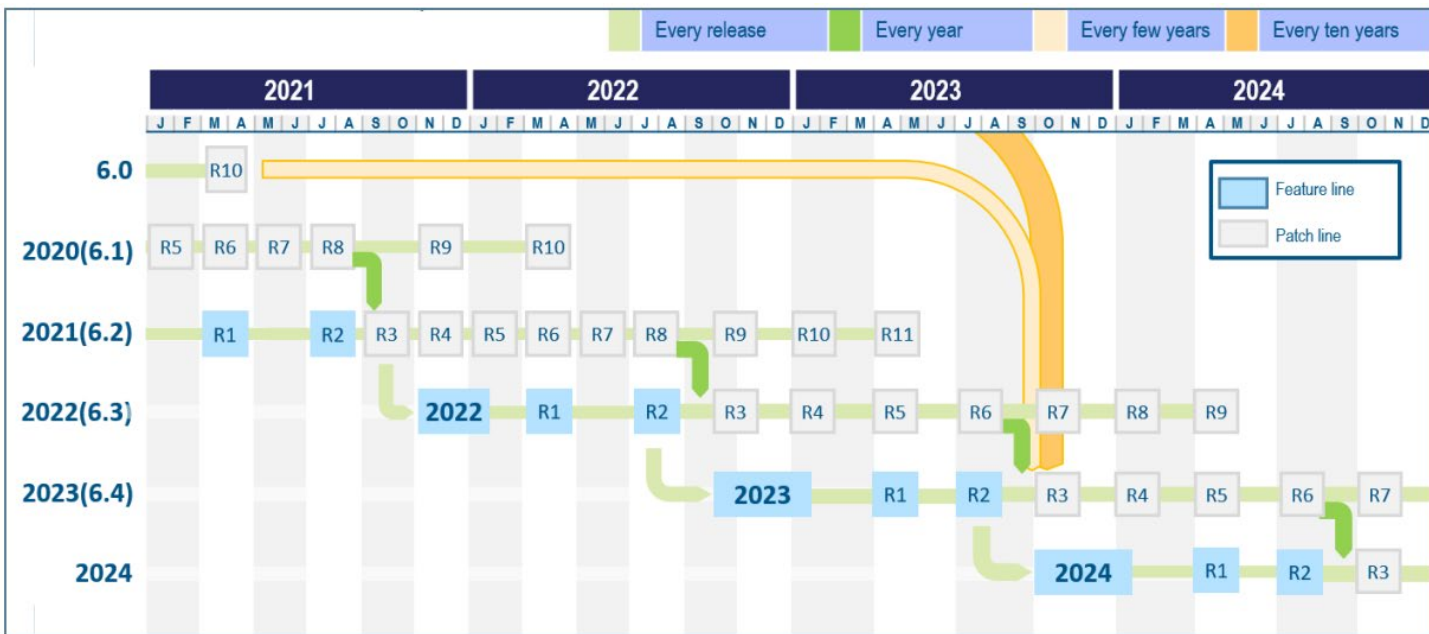 Every release Every year Every few years Every ten years
2021 2022 2023 2024
J F M A M J J A S O N D J F M A M J J A S O N D J F M A M J J A S O N D J F M A M J J A S O N D
6.0 R10
Feature line
Patch line
2020(6.1) R5 R6 R7 R8 R9 R10
2021(6.2) R1 R2 R3 R4 R5 R6 R7 R8 R9 R10 R11
2022(6.3) 2022 R1 R2 R3 R4 R5 R6 R7 R8 R9
2023(6.4) 2023 R1 R2 R3 R4 R5 R6 R7
2024 2024 R1 R2 R3